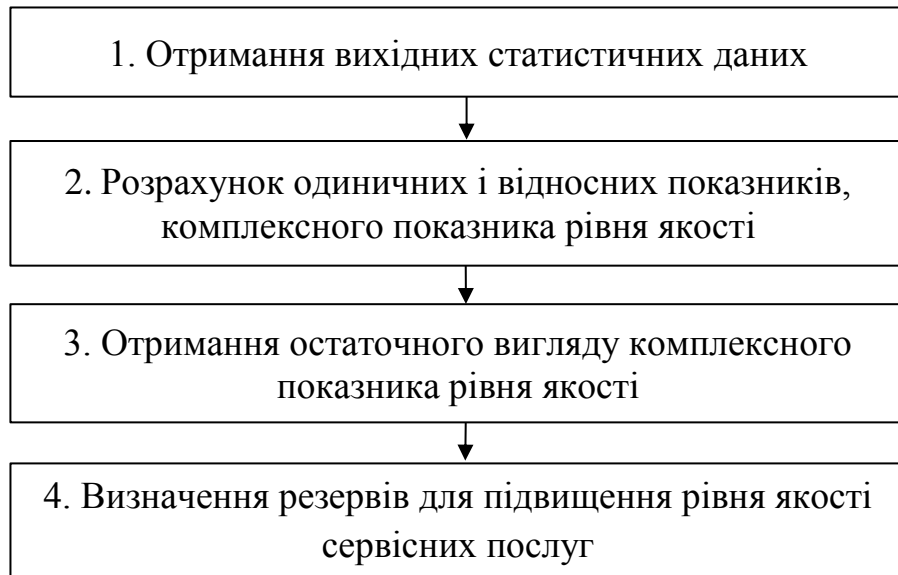 1. Отримання вихідних статистичних даних
2. Розрахунок одиничних і відносних показників,
комплексного показника рівня якості
3. Отримання остаточного вигляду комплексного
показника рівня якості
4. Визначення резервів для підвищення рівня якості
сервісних послуг